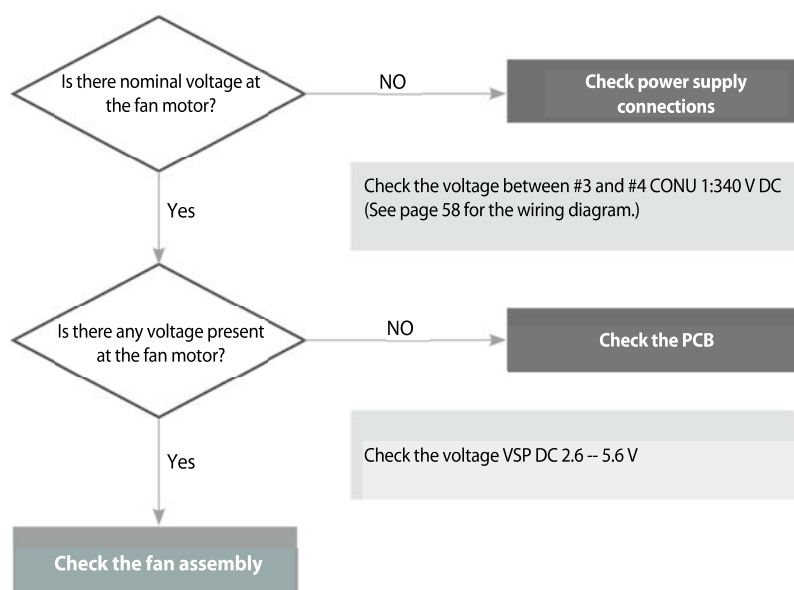 Is there nominal voltage at
the fan motor?
NO
Check power supply
connections
Check the voltage between #3 and #4 CONU 1:340 V DC
(See page 58 for the wiring diagram.)
Yes
Is there any voltage present
at the fan motor?
NO
Check the PCB
Check the voltage VSP DC 2.6 -- 5.6 V
Yes
Check the fan assembly